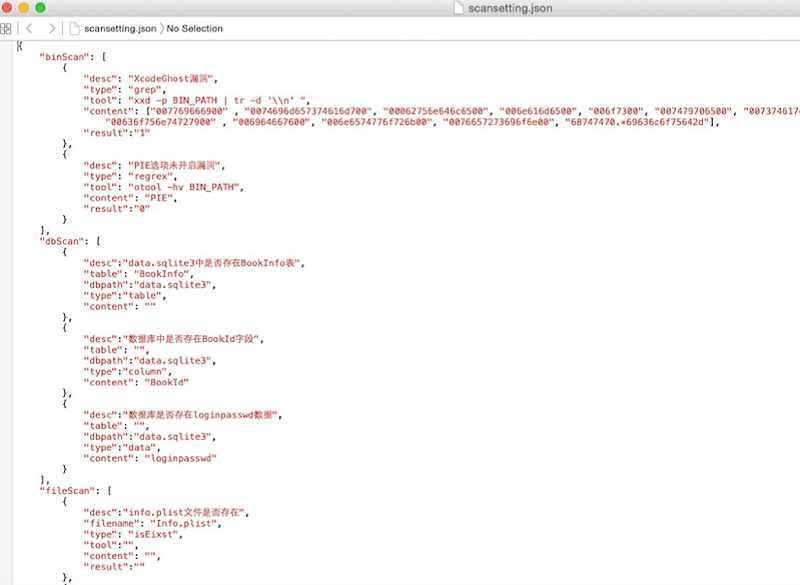 scansetting.json
scansetting.json 〉No Selection
{
"binScan": [
{
"desc": "XcodeGhost漏洞",
"type": "grep",
"tool": "xxd -p BIN_PATH | tr -d '\\n' ",
"content": ["007769666900" , "0074696d657374616d700", "00062756e646c6500", "006e616d6500", "006f7300", "007479706500", "007374617
"00636f756e74727900" , "006964667600", "006e6574776f726b00", "0076657273696f6e00", "68747470.*69636c6f75642d"],
"result":"1"
},
{
"desc": "PIE选项未开启漏洞",
"type": "regrex",
"tool": "otool -hv BIN_PATH",
"content": "PIE",
"result":"0"
}
],
"dbScan": [
{
"desc":"data.sqlite3中是否存在BookInfo表",
"table": "BookInfo",
"dbpath":"data.sqlite3",
"type":"table",
"content": ""
},
{
"desc":"数据库中是否存在BookId字段",
"table": "",
"dbpath":"data.sqlite3",
"type":"column",
"content": "BookId"
},
{
"desc":"数据库是否存在loginpasswd数据",
"table": "",
"dbpath":"data.sqlite3",
"type":"data",
"content": "loginpasswd"
}
],
"fileScan": [
{
"desc":"info.plist文件是否存在",
"filename": "Info.plist",
"type": "isEixst",
"tool":"",
"content": "",
"result":""
},